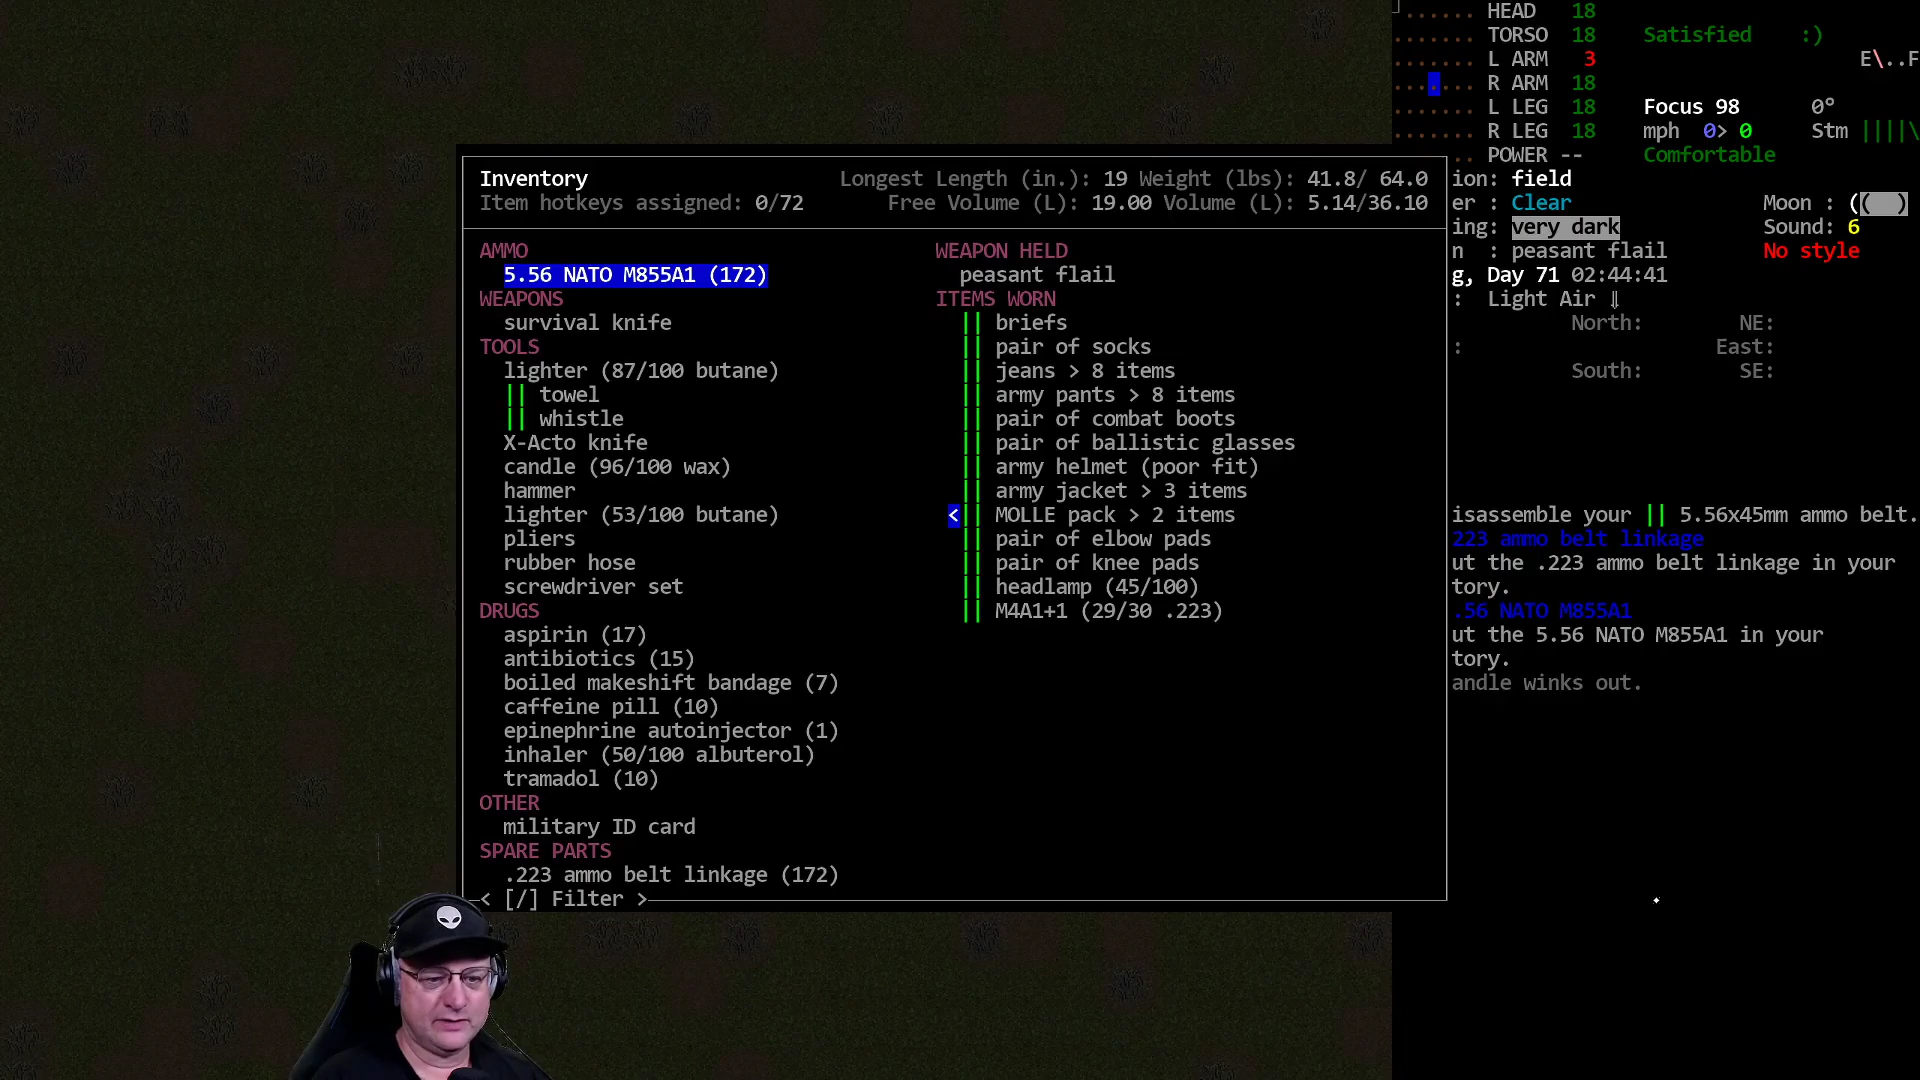 Inventory
Longest Length (in.): 19 Weight (lbs): 41.8/ 64.0
Item hotkeys assigned: 0/72
Free Volume (L): 19.00 Volume (L): 5.14/36.10
AMMO
5.56 NATO M855A1 (172)
WEAPONS
survival knife
TOOLS
lighter (87/100 butane)
|| towel
|| whistle
X-Acto knife
candle (96/100 wax)
hammer
lighter (53/100 butane)
pliers
rubber hose
screwdriver set
DRUGS
aspirin (17)
antibiotics (15)
boiled makeshift bandage (7)
caffeine pill (10)
epinephrine autoinjector (1)
inhaler (50/100 albuterol)
tramadol (10)
OTHER
military ID card
SPARE PARTS
.223 ammo belt linkage (172)
< [/] Filter >
WEAPON HELD
peasant flail
ITEMS WORN
|| briefs
|| pair of socks
|| jeans > 8 items
|| army pants > 8 items
|| pair of combat boots
|| pair of ballistic glasses
|| army helmet (poor fit)
|| army jacket > 3 items
<|| MOLLE pack > 2 items
|| pair of elbow pads
|| pair of knee pads
|| headlamp (45/100)
|| M4A1+1 (29/30 .223)
HEAD 18
TORSO 18 Satisfied :)
L ARM 3 E\..F
R ARM 18
L LEG 18 Focus 98 0°
R LEG 18 mph 0> 0 Stm ||||\
POWER -- Comfortable
ion: field
er : Clear Moon : (( )
ing: very dark Sound: 6
n : peasant flail No style
g, Day 71 02:44:41
: Light Air
North: NE:
: East:
South: SE:
isassemble your || 5.56x45mm ammo belt.
223 ammo belt linkage
ut the .223 ammo belt linkage in your
tory.
.56 NATO M855A1
ut the 5.56 NATO M855A1 in your
tory.
andle winks out.